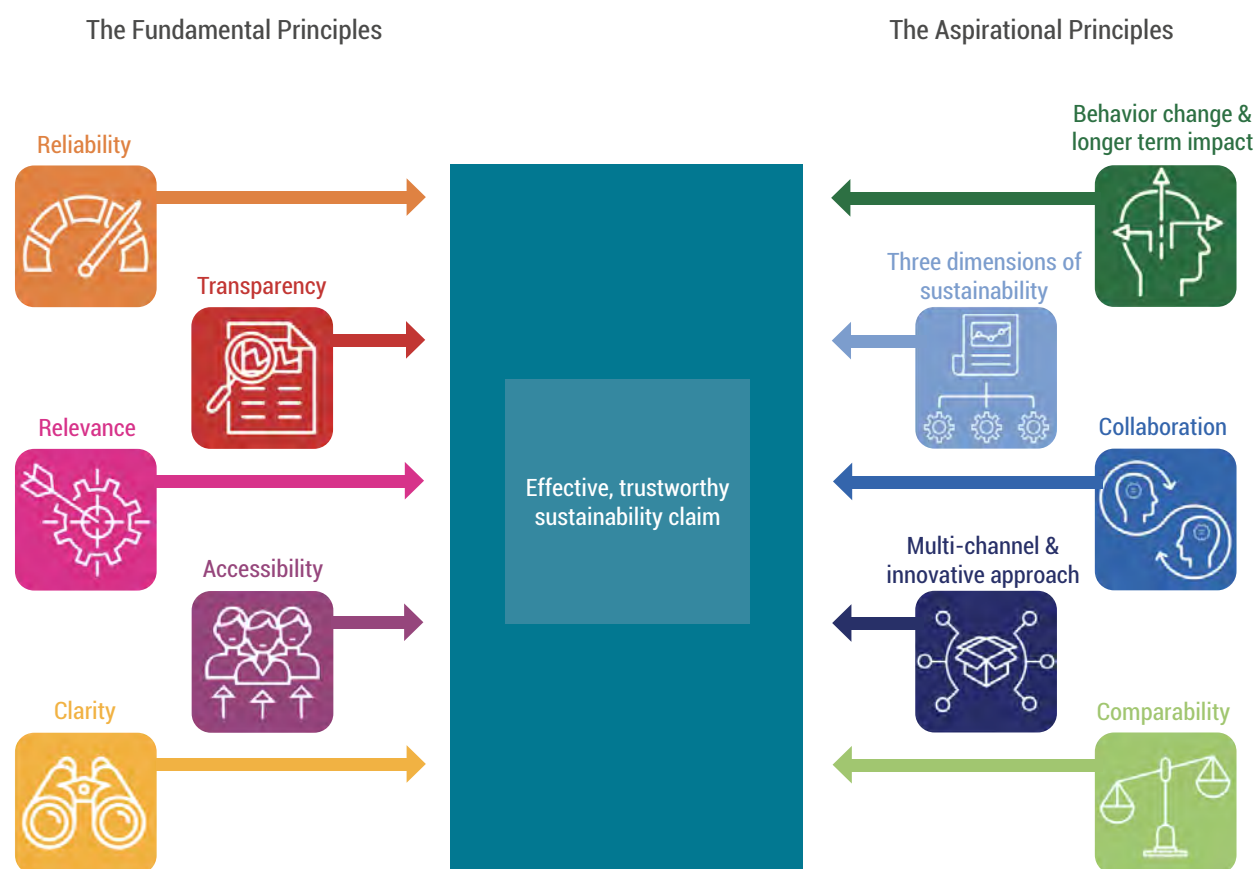 The Fundamental Principles
The Aspirational Principles
Reliability
Transparency
Relevance
Accessibility
Clarity
Effective, trustworthy
sustainability claim
Behavior change &
longer term impact
Three dimensions of
sustainability
Collaboration
Multi-channel &
innovative approach
Comparability